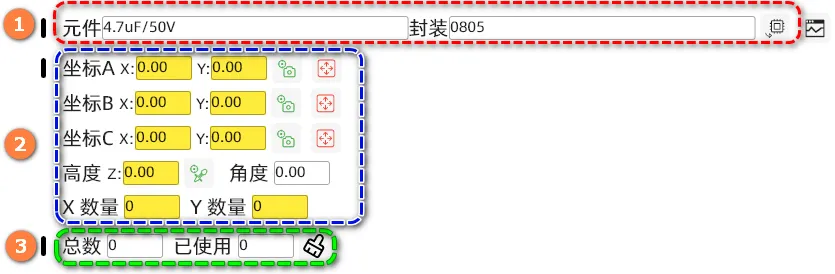 1 元件 4.7uF/50V 封装 0805
坐标A X: 0.00 Y: 0.00
坐标B X: 0.00 Y: 0.00
2 坐标C X: 0.00 Y: 0.00
高度 Z: 0.00 角度 0.00
X 数量 0 Y 数量 0
3 总数 0 已使用 0